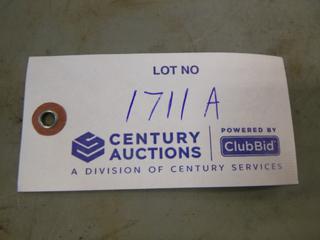 LOT NO
1711 A
CENTURY
AUCTIONS
POWERED BY
ClubBid
A DIVISION OF CENTURY SERVICES